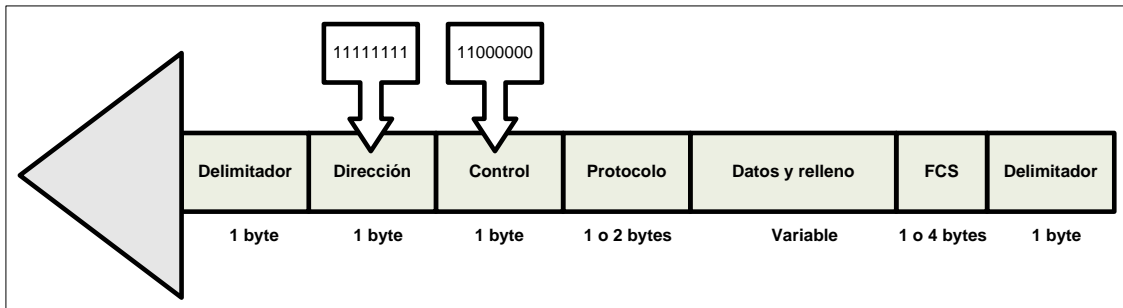 11111111 11000000
Delimitador Dirección Control Protocolo Datos y relleno FCS Delimitador
1 byte 1 byte 1 byte 1 o 2 bytes Variable 1 o 4 bytes 1 byte